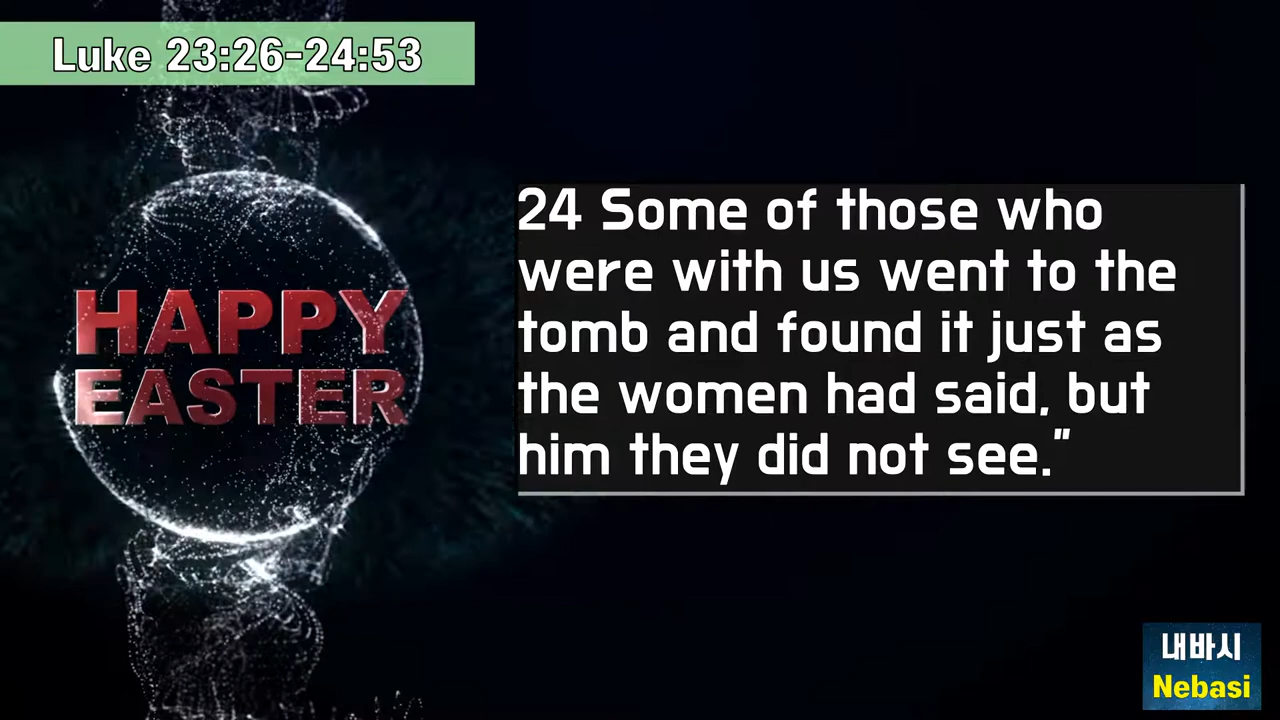 Luke 23:26-24:53
HAPPY
EASTER
24 Some of those who
were with us went to the
tomb and found it just as
the women had said, but
him they did not see.”
내바시
Nebasi